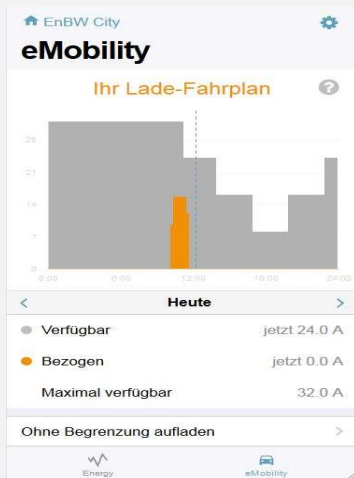 EnBW City
eMobility
Ihr Lade-Fahrplan
?
28
21
14
7
0
0:00 6:00 12:00 18:00 24:00
< Heute >
Verfügbar jetzt 24.0 A
Bezogen jetzt 0.0 A
Maximal verfügbar 32.0 A
Ohne Begrenzung aufladen >
Energy eMobility